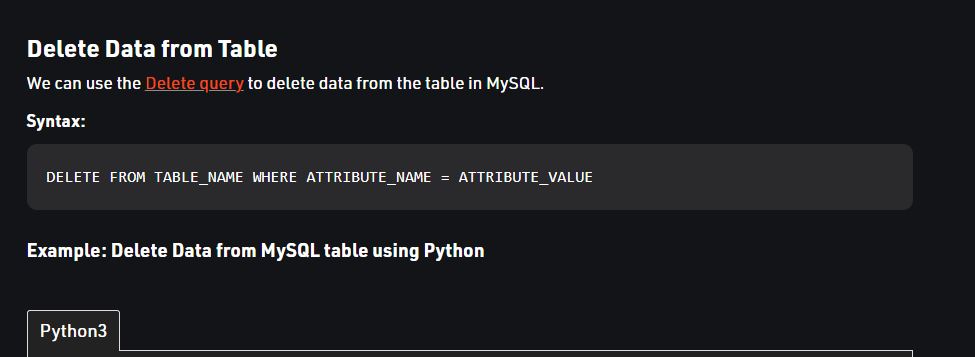 Delete Data from Table
We can use the Delete query to delete data from the table in MySQL.
Syntax:
DELETE FROM TABLE_NAME WHERE ATTRIBUTE_NAME = ATTRIBUTE_VALUE
Example: Delete Data from MySQL table using Python
Python3